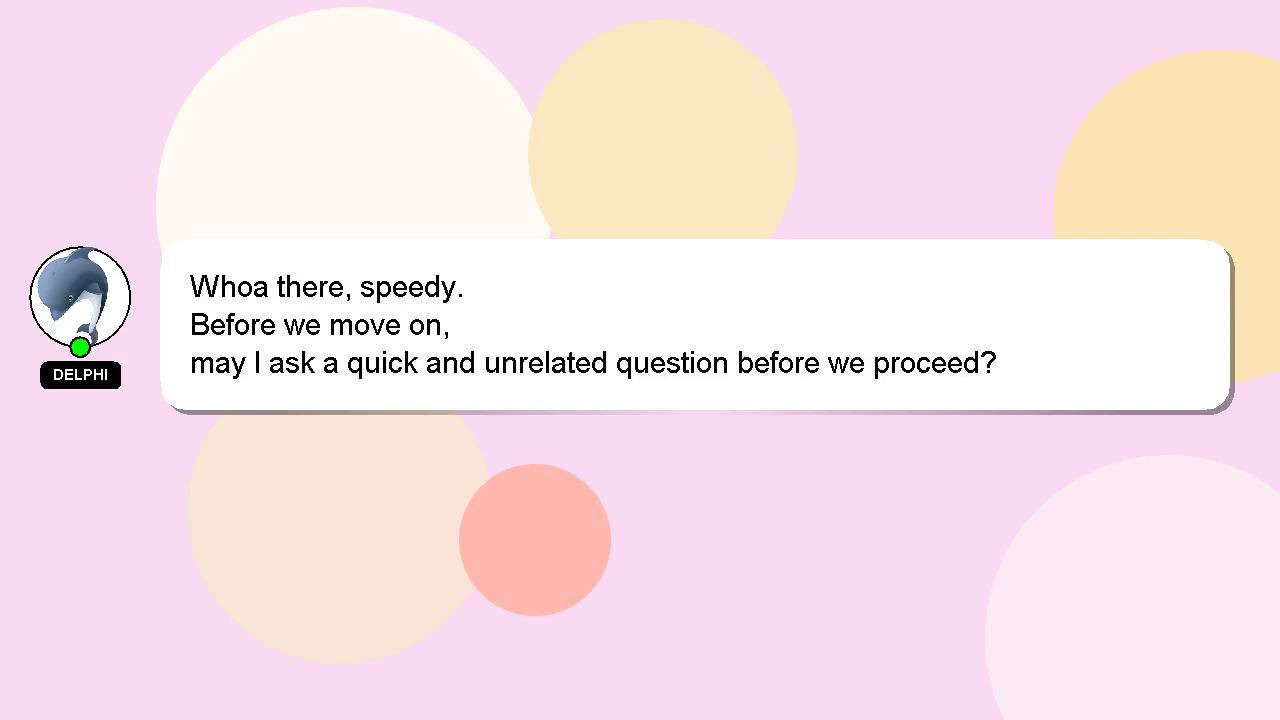 Whoa there, speedy.
Before we move on,
may I ask a quick and unrelated question before we proceed?
DELPHI